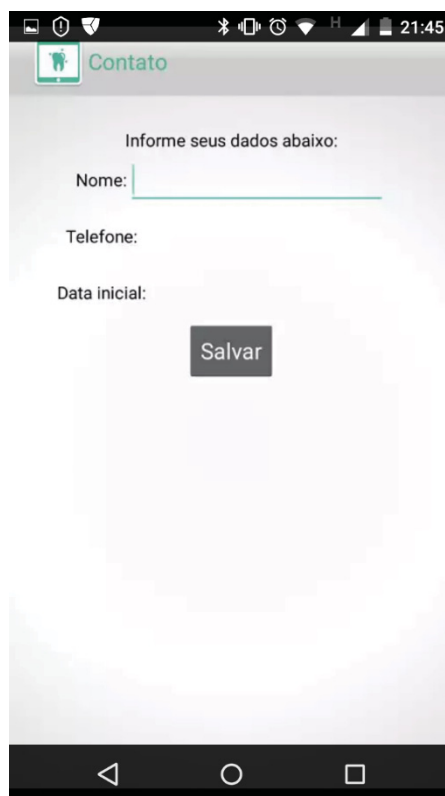 H 21:45
Contato
Informe seus dados abaixo:
Nome:
Telefone:
Data inicial:
Salvar